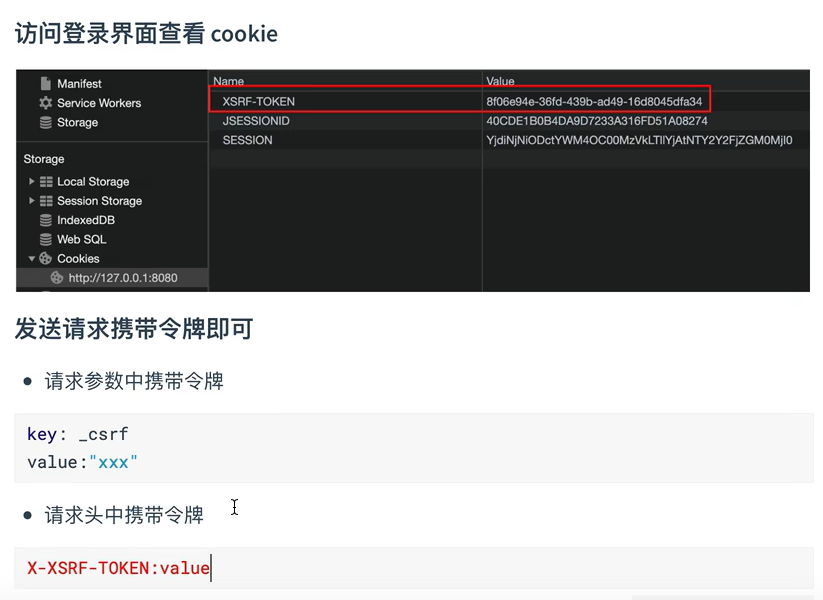 访问登录界面查看 cookie
Manifest
Service Workers
Storage
Storage
Local Storage
Session Storage
IndexedDB
Web SQL
Cookies
http://127.0.0.1:8080
Name Value
XSRF-TOKEN 8f06e94e-36fd-439b-ad49-16d8045dfa34
JSESSIONID 40CDE1B0B4DA9D7233A316FD51A08274
SESSION YjdiNjNiODctYWM4OC00MzVkLTllYjAtNTY2Y2FjZGM0Mjl0
发送请求携带令牌即可
请求参数中携带令牌
key: _csrf
value:"xxx"
请求头中携带令牌
X-XSRF-TOKEN:value